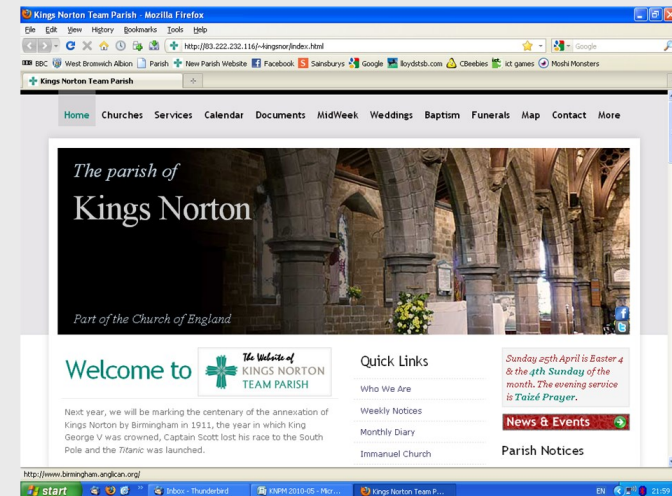 Kings Norton Team Parish - Mozilla Firefox
File Edit View History Bookmarks Tools Help
http://83.222.232.116/~kingsnor/index.html
Google
BBC West Bromwich Albion Parish New Parish Website Facebook Sainsburys Google lloydstsb.com CBeebies ict games Moshi Monsters
Kings Norton Team Parish
Home Churches Services Calendar Documents MidWeek Weddings Baptism Funerals Map Contact More
The parish of
Kings Norton
Part of the Church of England
Welcome to
The Website of
KINGS NORTON
TEAM PARISH
Next year, we will be marking the centenary of the annexation of
Kings Norton by Birmingham in 1911, the year in which King
George V was crowned, Captain Scott lost his race to the South
Pole and the Titanic was launched.
Quick Links
Who We Are
Weekly Notices
Monthly Diary
Immanuel Church
Sunday 25th April is Easter 4
& the 4th Sunday of the
month. The evening service
is Taizé Prayer.
News & Events
Parish Notices
http://www.birmingham.anglican.org/
start
Inbox - Thunderbird
KNPM 2010-05 - Micr...
Kings Norton Team P...
EN
21:59